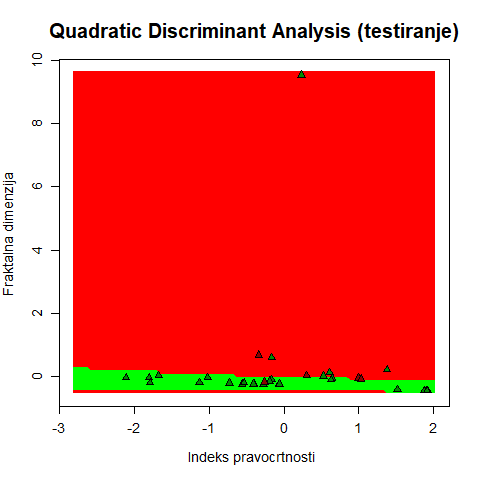 Quadratic Discriminant Analysis (testiranje)
Fraktalna dimenzija
10
8
6
4
2
0
-3 -2 -1 0 1 2
Indeks pravocrtnosti